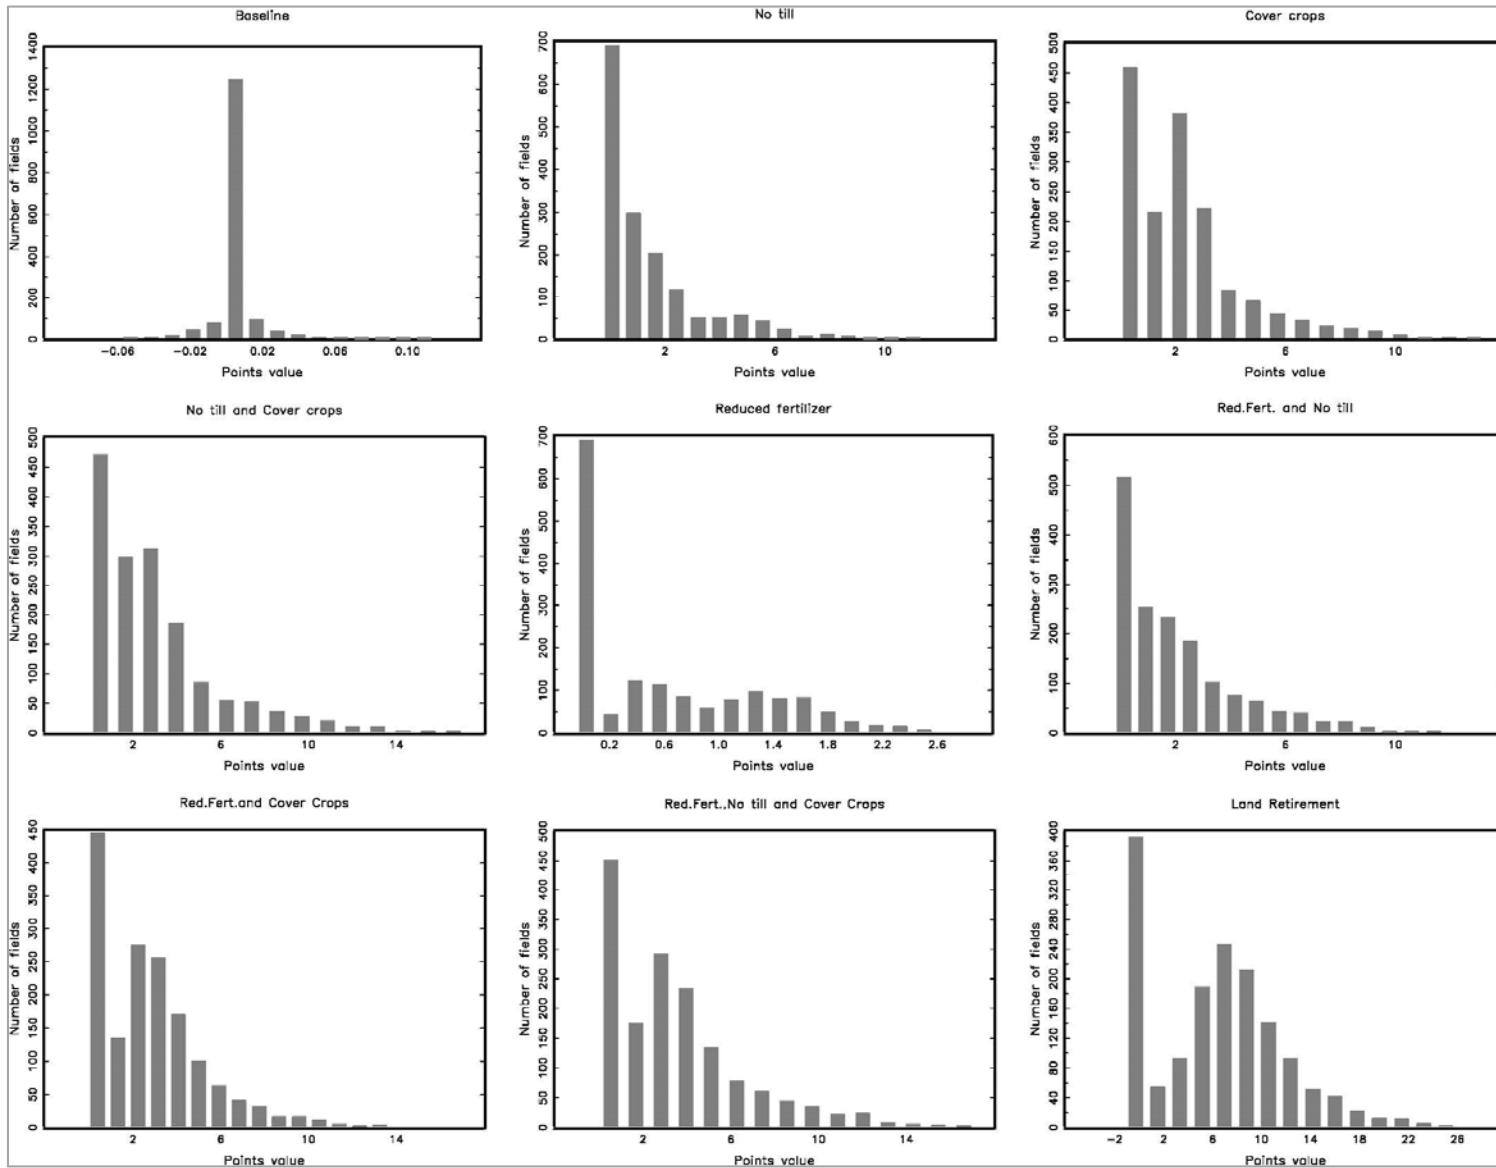 Baseline
Number of fields
0 200 400 600 800 1000 1200 1400
-0.06 -0.02 0.02 0.06 0.10
Points value
No till
Number of fields
0 100 200 300 400 500 600 700
2 6 10
Points value
Cover crops
Number of fields
0 50 100 150 200 250 300 350 400 450 500
2 6 10
Points value
No till and Cover crops
Number of fields
0 50 100 150 200 250 300 350 400 450 500
2 6 10 14
Points value
Reduced fertilizer
Number of fields
0 100 200 300 400 500 600 700
0.2 0.6 1.0 1.4 1.8 2.2 2.6
Points value
Red.Fert. and No till
Number of fields
0 100 200 300 400 500 600
2 6 10
Points value
Red.Fert.and Cover Crops
Number of fields
0 50 100 150 200 250 300 350 400 450
2 6 10 14
Points value
Red.Fert.,No till and Cover Crops
Number of fields
0 50 100 150 200 250 300 350 400 450 500
2 6 10 14
Points value
Land Retirement
Number of fields
0 40 80 120 160 200 240 280 320 360 400
-2 2 6 10 14 18 22 26
Points value